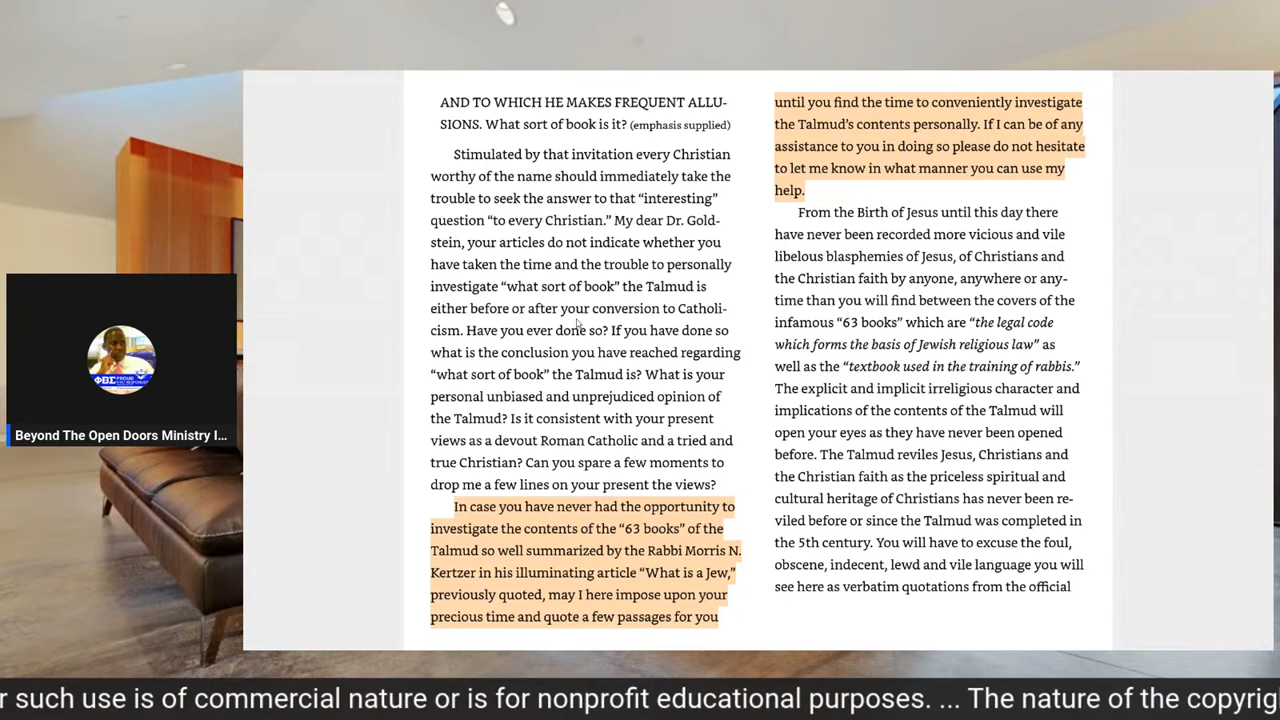 AND TO WHICH HE MAKES FREQUENT ALLU-
SIONS. What sort of book is it? (emphasis supplied)
Stimulated by that invitation every Christian
worthy of the name should immediately take the
trouble to seek the answer to that “interesting”
question “to every Christian.” My dear Dr. Gold-
stein, your articles do not indicate whether you
have taken the time and the trouble to personally
investigate “what sort of book” the Talmud is
either before or after your conversion to Catholi-
cism. Have you ever done so? If you have done so
what is the conclusion you have reached regarding
“what sort of book” the Talmud is? What is your
personal unbiased and unprejudiced opinion of
the Talmud? Is it consistent with your present
views as a devout Roman Catholic and a tried and
true Christian? Can you spare a few moments to
drop me a few lines on your present the views?
In case you have never had the opportunity to
investigate the contents of the “63 books” of the
Talmud so well summarized by the Rabbi Morris N.
Kertzer in his illuminating article “What is a Jew,”
previously quoted, may I here impose upon your
precious time and quote a few passages for you
until you find the time to conveniently investigate
the Talmud’s contents personally. If I can be of any
assistance to you in doing so please do not hesitate
to let me know in what manner you can use my
help.
From the Birth of Jesus until this day there
have never been recorded more vicious and vile
libelous blasphemies of Jesus, of Christians and
the Christian faith by anyone, anywhere or any-
time than you will find between the covers of the
infamous “63 books” which are “the legal code
which forms the basis of Jewish religious law” as
well as the “textbook used in the training of rabbis.”
The explicit and implicit irreligious character and
implications of the contents of the Talmud will
open your eyes as they have never been opened
before. The Talmud reviles Jesus, Christians and
the Christian faith as the priceless spiritual and
cultural heritage of Christians has never been re-
viled before or since the Talmud was completed in
the 5th century. You will have to excuse the foul,
obscene, indecent, lewd and vile language you will
see here as verbatim quotations from the official
ΦΒΣ PROUD
Beyond The Open Doors Ministry I...
r such use is of commercial nature or is for nonprofit educational purposes. ... The nature of the copyrig